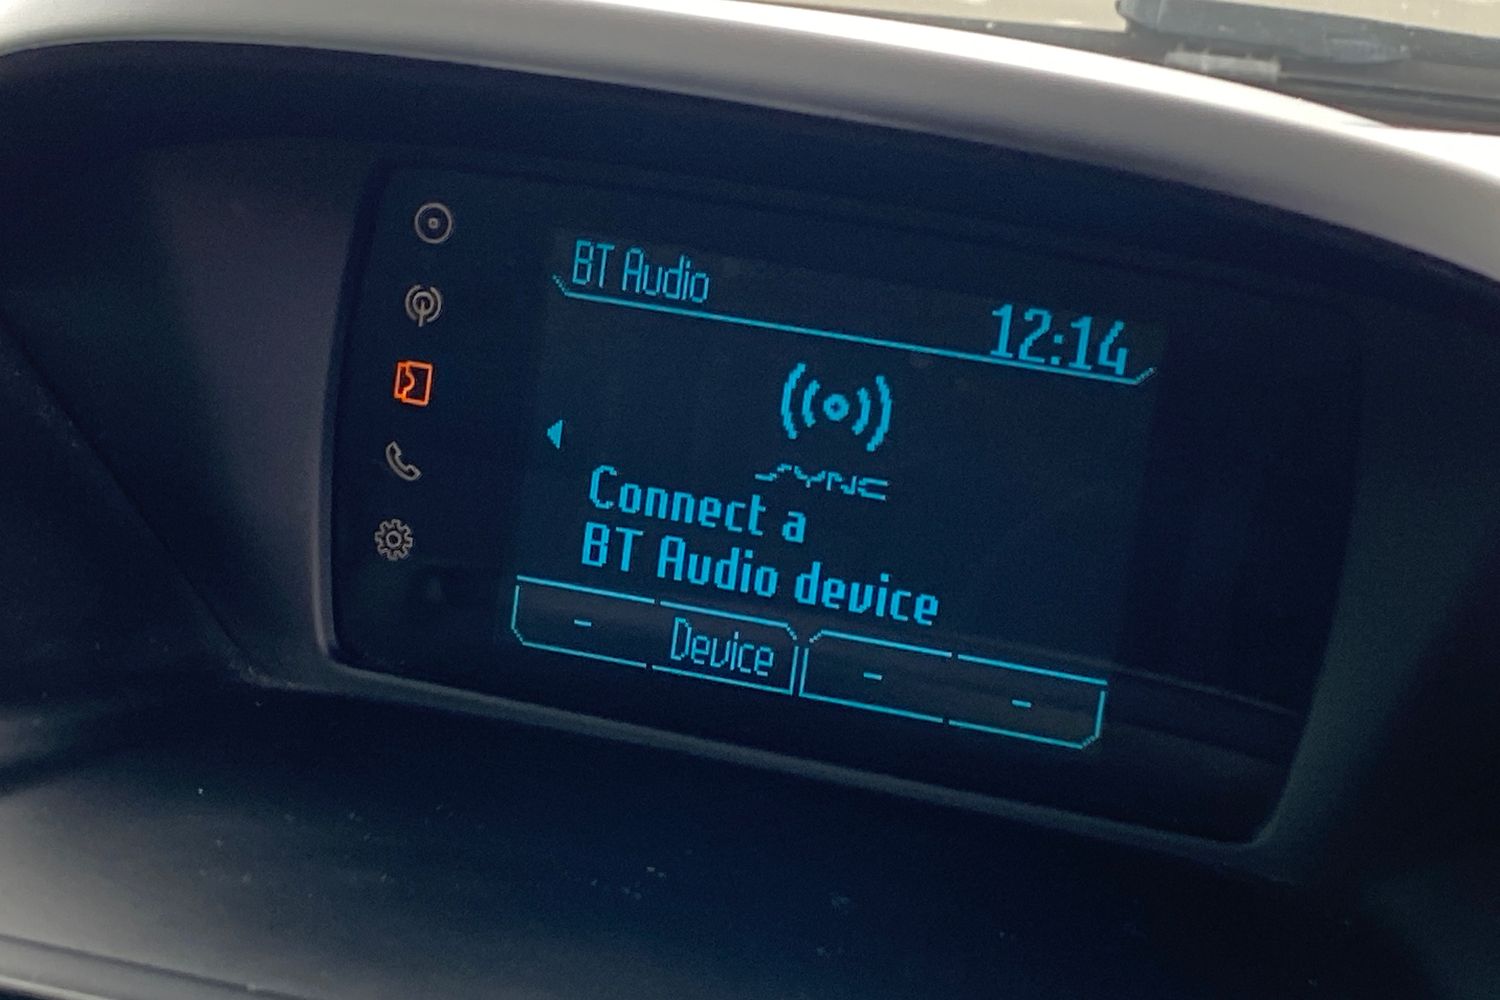 BT Audio
12:14
SYNC
Connect a
BT Audio device
- Device - -